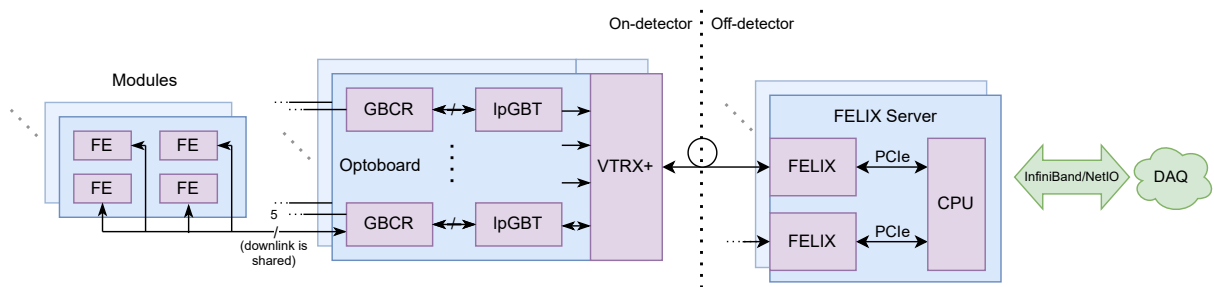 On-detector
Off-detector
Modules
FE
FE
FE
FE
5
(downlink is
shared)
GBCR
lpGBT
Optoboard
VTRX+
GBCR
lpGBT
FELIX Server
FELIX
PCIe
CPU
FELIX
PCIe
InfiniBand/NetIO
DAQ